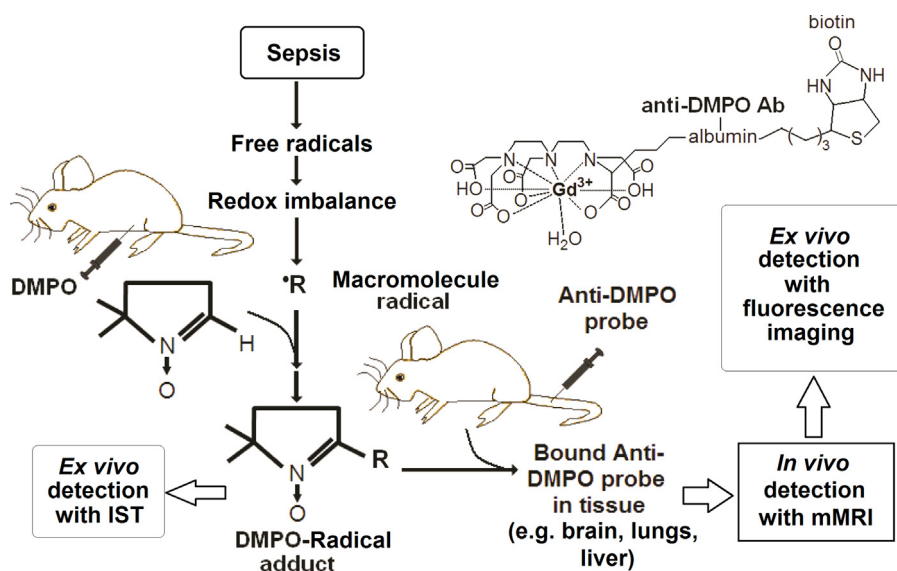 Sepsis
Free radicals
Redox imbalance
•R
Macromolecule
radical
DMPO
N
H
O
Anti-DMPO
probe
N
R
O
DMPO-Radical
adduct
Ex vivo
detection
with IST
Bound Anti-
DMPO probe
in tissue
(e.g. brain, lungs,
liver)
In vivo
detection
with mMRI
Ex vivo
detection
with
fluorescence
imaging
biotin
O
HN
NH
S
anti-DMPO Ab
albumin
( )3
N
N
N
O
O
HO
O
O
O
O
O
OH
O
Gd3+
H2O